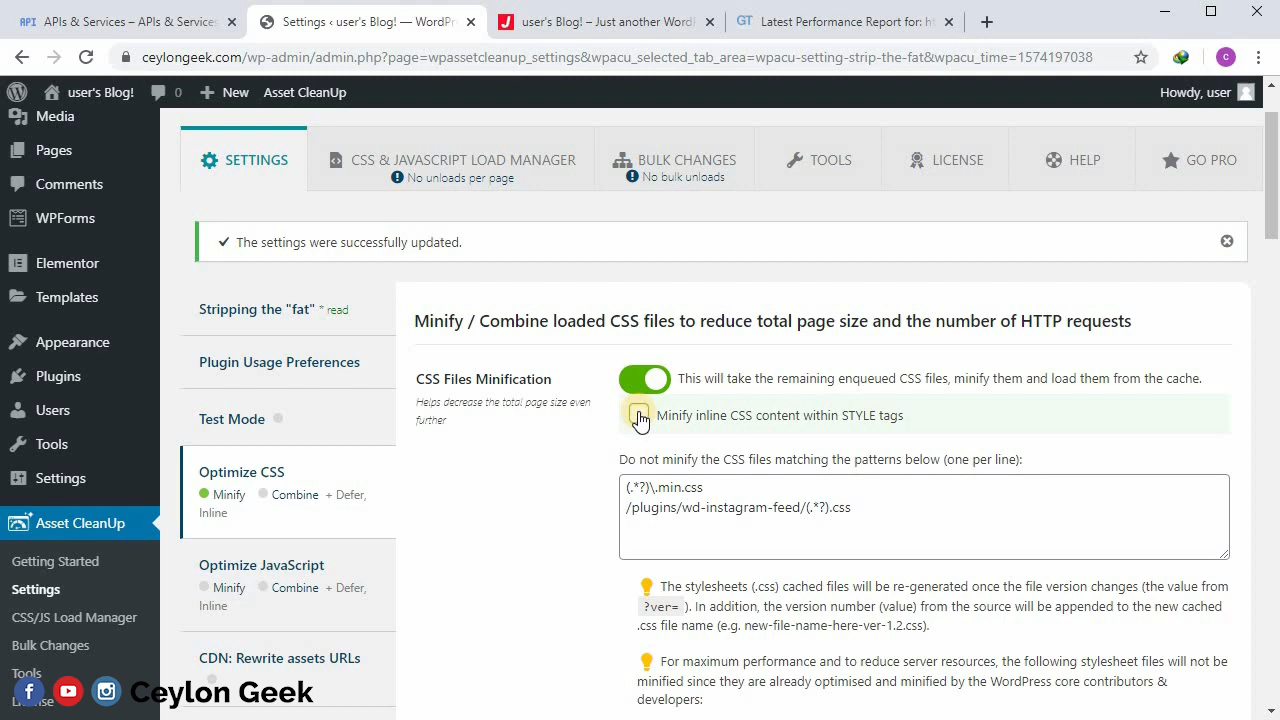 API APIs & Services – APIs & Services
Settings ‹ user's Blog! — WordPr
user's Blog! – Just another WordP
GT Latest Performance Report for: ht
ceylongeek.com/wp-admin/admin.php?page=wpassetcleanup_settings&wpacu_selected_tab_area=wpacu-setting-strip-the-fat&wpacu_time=1574197038
c
user's Blog! 0 New Asset CleanUp Howdy, user
Media
Pages
Comments
WPForms
Elementor
Templates
Appearance
Plugins
Users
Tools
Settings
Asset CleanUp
Getting Started
Settings
CSS/JS Load Manager
Bulk Changes
Tools
License
Ceylon Geek
SETTINGS
CSS & JAVASCRIPT LOAD MANAGER
No unloads per page
BULK CHANGES
No bulk unloads
TOOLS
LICENSE
HELP
GO PRO
The settings were successfully updated.
Stripping the "fat" * read
Plugin Usage Preferences
Test Mode
Optimize CSS
Minify Combine + Defer,
Inline
Optimize JavaScript
Minify Combine + Defer,
Inline
CDN: Rewrite assets URLs
Minify / Combine loaded CSS files to reduce total page size and the number of HTTP requests
CSS Files Minification
Helps decrease the total page size even
further
This will take the remaining enqueued CSS files, minify them and load them from the cache.
Minify inline CSS content within STYLE tags
Do not minify the CSS files matching the patterns below (one per line):
(.*?)\.min.css
/plugins/wd-instagram-feed/(.*?).css
The stylesheets (.css) cached files will be re-generated once the file version changes (the value from
?ver= ). In addition, the version number (value) from the source will be appended to the new cached
.css file name (e.g. new-file-name-here-ver-1.2.css).
For maximum performance and to reduce server resources, the following stylesheet files will not be
minified since they are already optimised and minified by the WordPress core contributors &
developers: